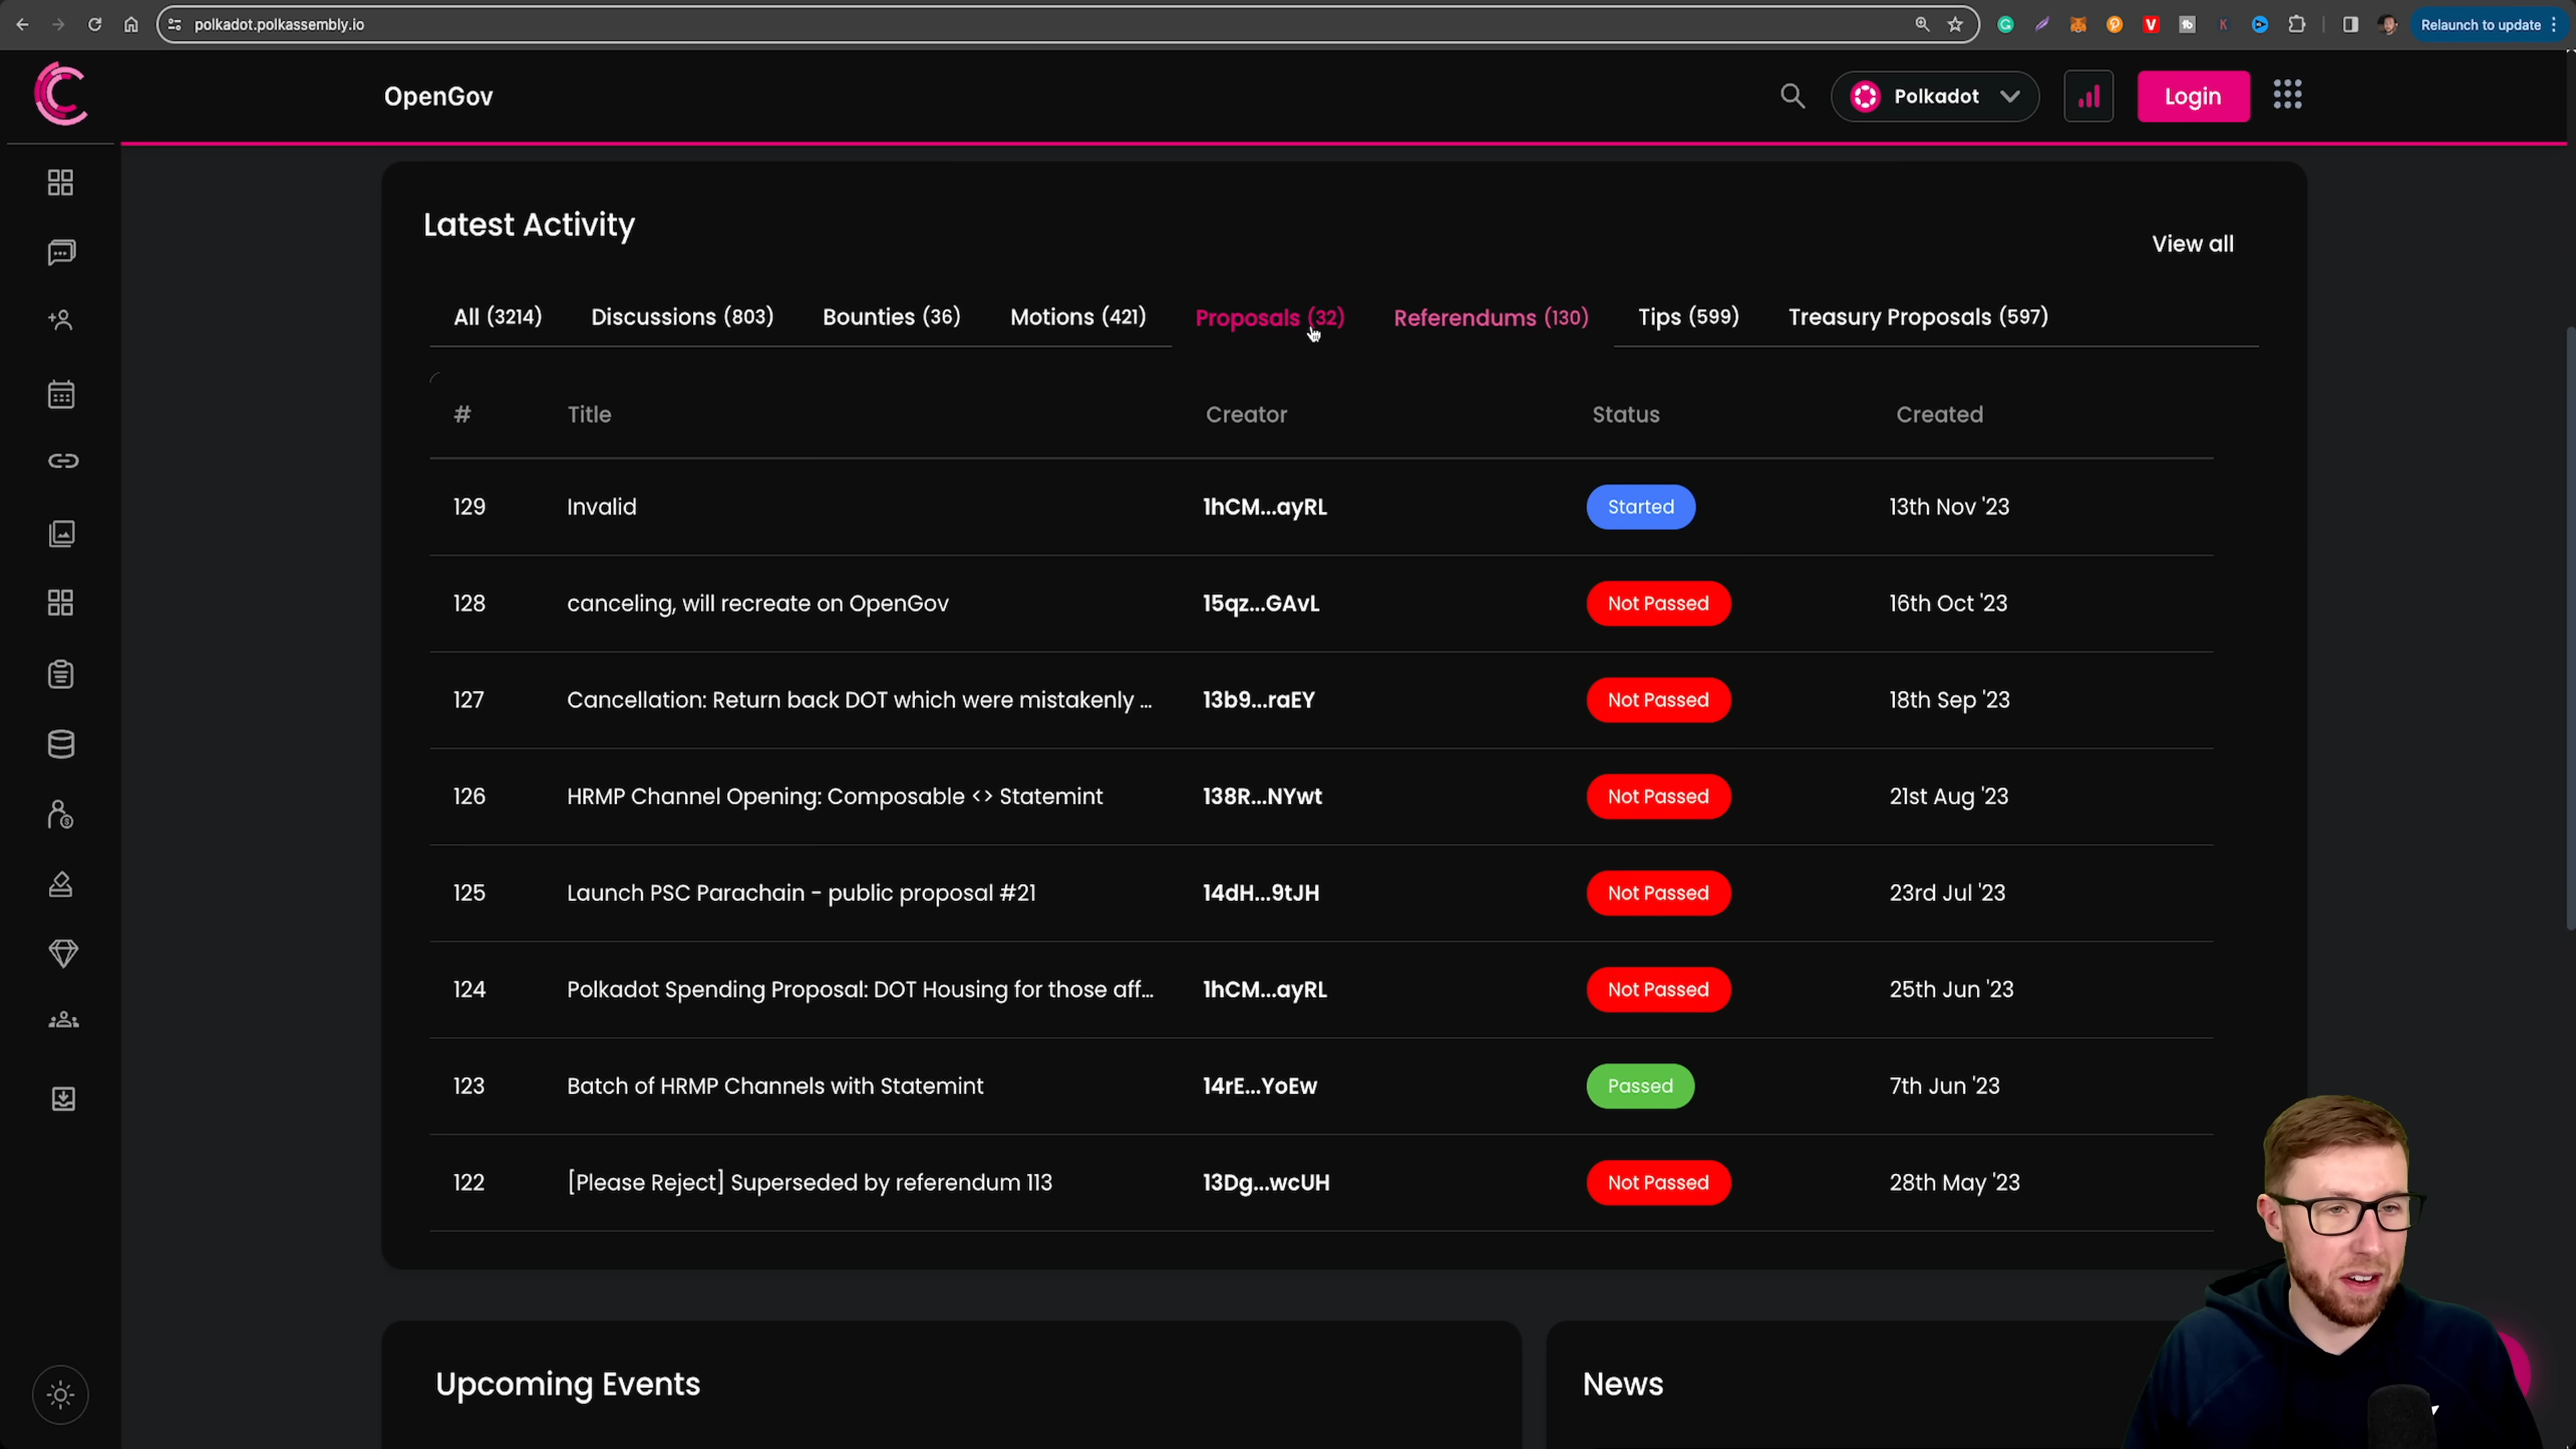 polkadot.polkassembly.io
Relaunch to update
OpenGov
Polkadot
Login
Latest Activity
View all
All (3214) Discussions (803) Bounties (36) Motions (421) Proposals (32) Referendums (130) Tips (599) Treasury Proposals (597)
# Title Creator Status Created
129 Invalid 1hCM...ayRL Started 13th Nov '23
128 canceling, will recreate on OpenGov 15qz...GAvL Not Passed 16th Oct '23
127 Cancellation: Return back DOT which were mistakenly ... 13b9...raEY Not Passed 18th Sep '23
126 HRMP Channel Opening: Composable <> Statemint 138R...NYwt Not Passed 21st Aug '23
125 Launch PSC Parachain - public proposal #21 14dH...9tJH Not Passed 23rd Jul '23
124 Polkadot Spending Proposal: DOT Housing for those aff... 1hCM...ayRL Not Passed 25th Jun '23
123 Batch of HRMP Channels with Statemint 14rE...YoEw Passed 7th Jun '23
122 [Please Reject] Superseded by referendum 113 13Dg...wcUH Not Passed 28th May '23
Upcoming Events
News